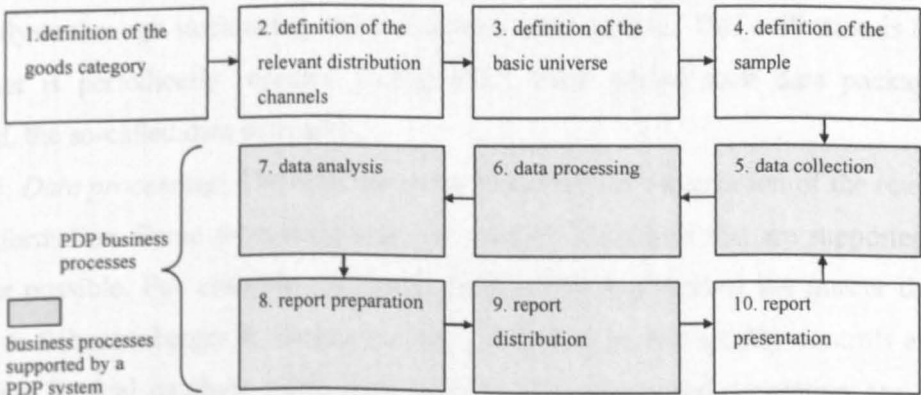 1. definition of the
goods category
2. definition of the
relevant distribution
channels
3. definition of the
basic universe
4. definition of the
sample
7. data analysis
6. data processing
5. data collection
PDP business
processes
8. report preparation
9. report
distribution
10. report
presentation
business processes
supported by a
PDP system